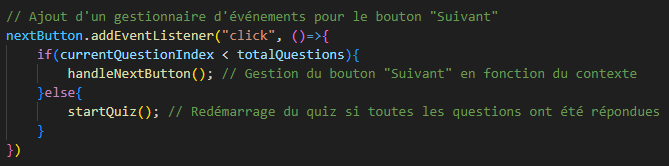 // Ajout d'un gestionnaire d'événements pour le bouton "Suivant"
nextButton.addEventListener("click", ()=>{
    if(currentQuestionIndex < totalQuestions){
        handleNextButton(); // Gestion du bouton "Suivant" en fonction du contexte
    }else{
        startQuiz(); // Redémarrage du quiz si toutes les questions ont été répondues
    }
})